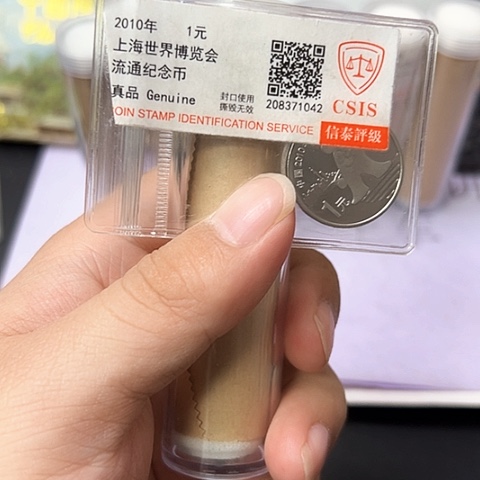 2010年 1元
上海世界博览会
流通纪念币
真品 Genuine
封口使用
撕毁无效
208371042
CSIS
COIN STAMP IDENTIFICATION SERVICE
信泰評級